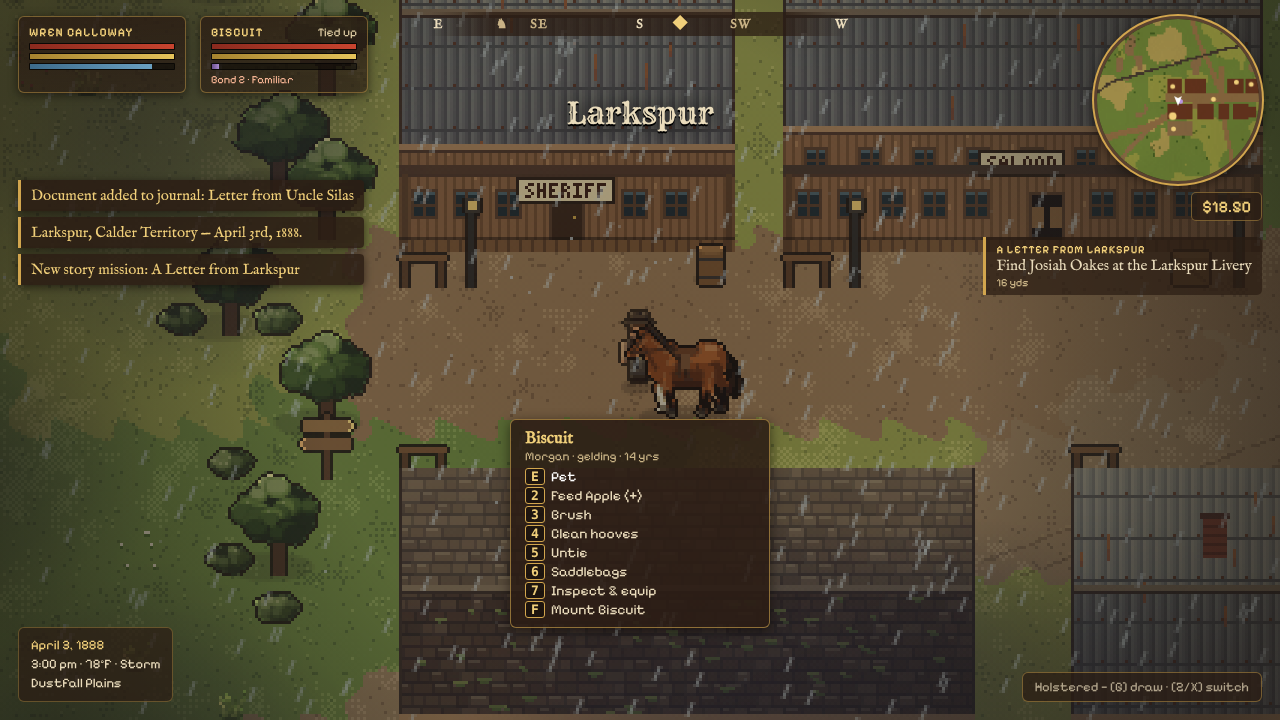 E SE S SW W
WREN CALLOWAY
BISCUIT Tied up
Bond 2 · Familiar
Larkspur
SALOON
SHERIFF
Document added to journal: Letter from Uncle Silas
Larkspur, Calder Territory – April 3rd, 1888.
New story mission: A Letter from Larkspur
$18.80
A LETTER FROM LARKSPUR
Find Josiah Oakes at the Larkspur Livery
16 yds
Biscuit
Morgan · gelding · 14 yrs
E Pet
2 Feed Apple (+)
3 Brush
4 Clean hooves
5 Untie
6 Saddlebags
7 Inspect & equip
F Mount Biscuit
April 3, 1888
3:00 pm · 78°F · Storm
Dustfall Plains
Holstered – (G) draw · (Z/X) switch